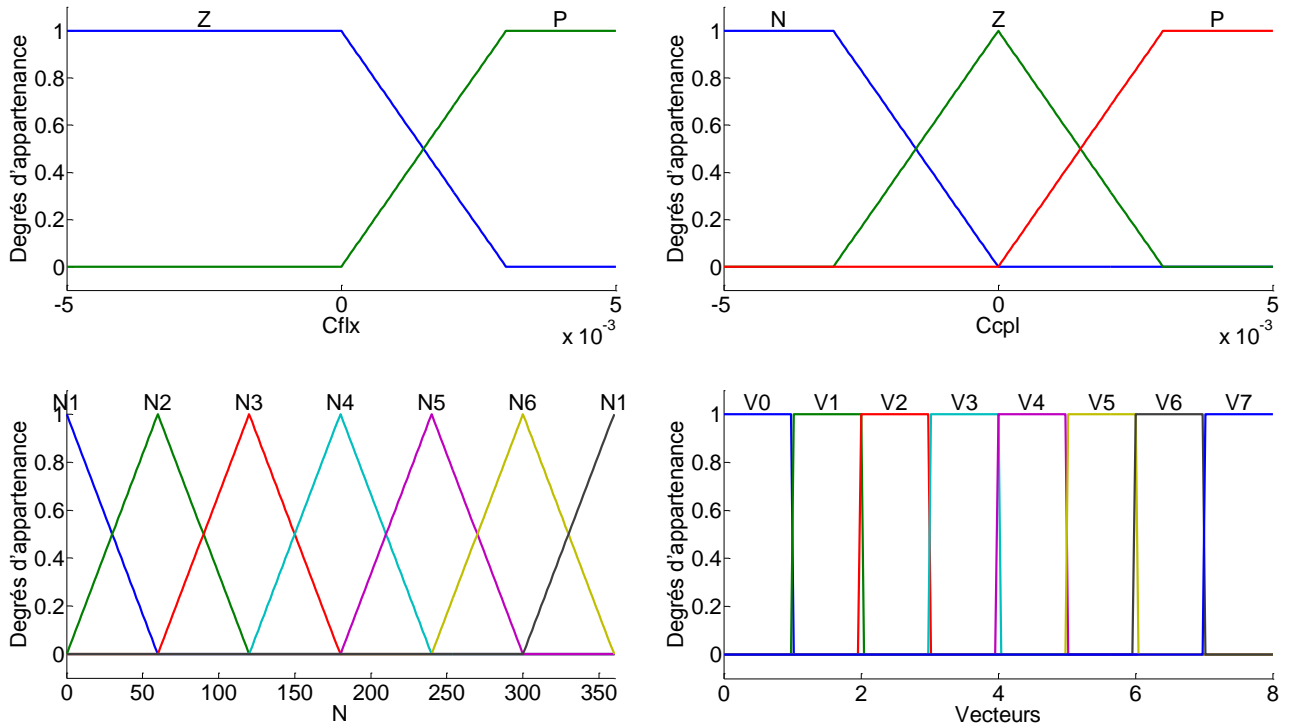 Z P
1
0.8
0.6
0.4
0.2
0
Degrés d'appartenance
-5 0 5
Cflx
x 10-3
N Z P
1
0.8
0.6
0.4
0.2
0
Degrés d'appartenance
-5 0 5
Ccpl
x 10-3
N1 N2 N3 N4 N5 N6 N1
1
0.8
0.6
0.4
0.2
0
Degrés d'appartenance
0 50 100 150 200 250 300 350
N
V0 V1 V2 V3 V4 V5 V6 V7
1
0.8
0.6
0.4
0.2
0
Degrés d'appartenance
0 2 4 6 8
Vecteurs